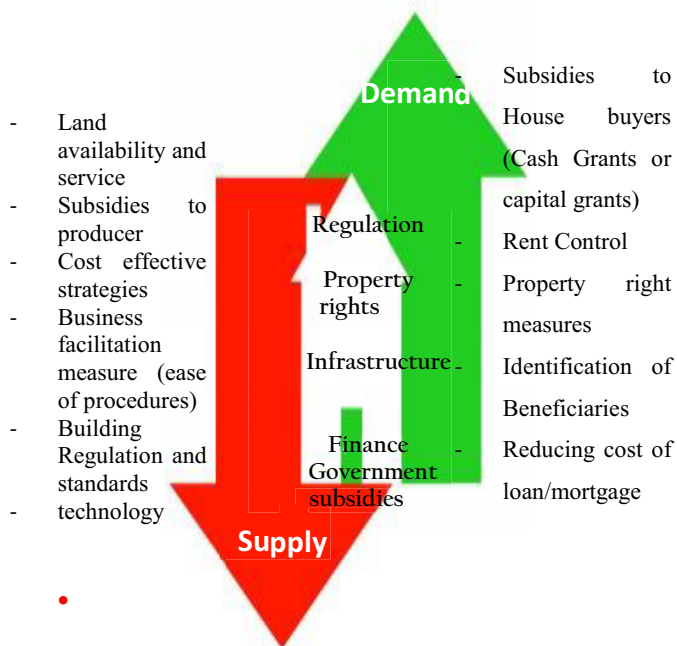 - Land
availability and
service
- Subsidies to
producer
- Cost effective
strategies
- Business
facilitation
measure (ease
of procedures)
- Building
Regulation and
standards
- technology
•
Demand
Regulation
Property
rights
Infrastructure
Finance
Government
subsidies
Supply
- Subsidies to
House buyers
(Cash Grants or
capital grants)
- Rent Control
- Property right
measures
- Identification of
Beneficiaries
- Reducing cost of
loan/mortgage